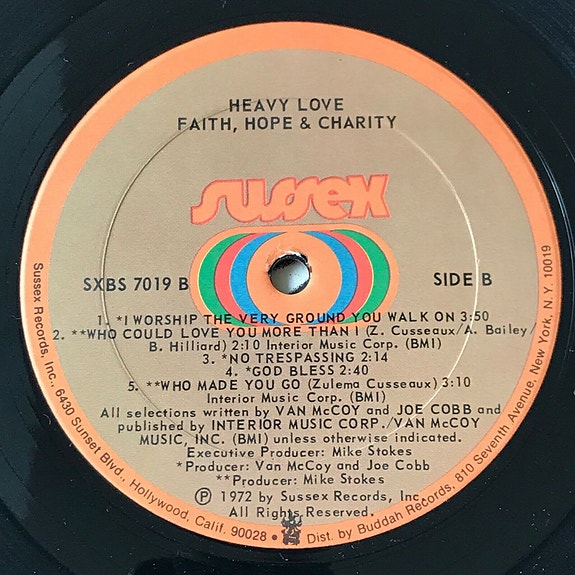 HEAVY LOVE
FAITH, HOPE & CHARITY
sussex
SXBS 7019 B
SIDE B
1. *I WORSHIP THE VERY GROUND YOU WALK ON 3:50
2. **WHO COULD LOVE YOU MORE THAN I (Z. Cusseaux/A. Bailey/
B. Hilliard) 2:10 Interior Music Corp. (BMI)
3. *NO TRESPASSING 2:14
4. *GOD BLESS 2:40
5. **WHO MADE YOU GO (Zulema Cusseaux) 3:10
Interior Music Corp. (BMI)
All selections written by VAN McCOY and JOE COBB and
published by INTERIOR MUSIC CORP./VAN McCOY
MUSIC, INC. (BMI) unless otherwise indicated.
Executive Producer: Mike Stokes
*Producer: Van McCoy and Joe Cobb
**Producer: Mike Stokes
Ⓟ 1972 by Sussex Records, Inc.
All Rights Reserved.
Sussex Records, Inc., 6430 Sunset Blvd., Hollywood, Calif. 90028 • Dist. by Buddah Records, 810 Seventh Avenue, New York, N.Y. 10019